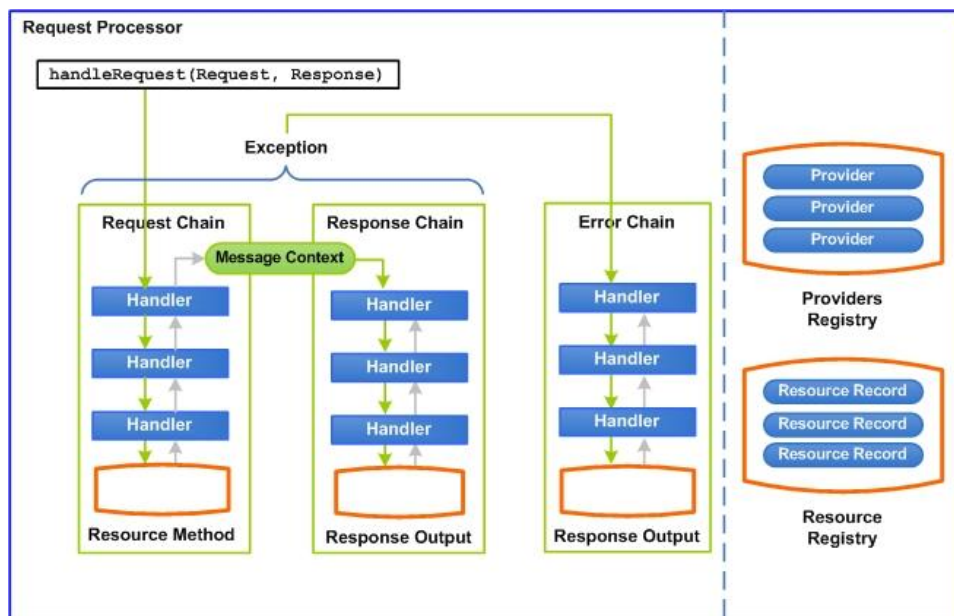 Request Processor
handleRequest(Request, Response)
Exception
Request Chain
Response Chain
Error Chain
Message Context
Handler
Handler
Handler
Resource Method
Handler
Handler
Handler
Response Output
Handler
Handler
Handler
Response Output
Provider
Provider
Provider
Providers
Registry
Resource Record
Resource Record
Resource Record
Resource
Registry